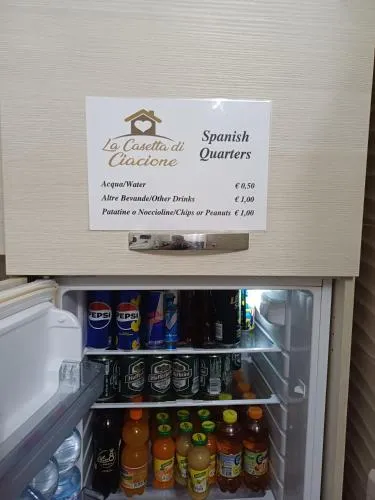 La Casetta di
Ciacione
Spanish
Quarters
Acqua/Water € 0,50
Altre Bevande/Other Drinks € 1,00
Patatine o Noccioline/Chips or Peanuts € 1,00
PEPSI
PEPSI